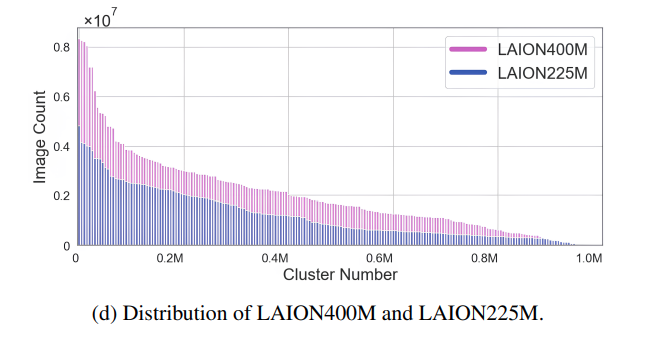 ×10⁷
0.8
0.6
0.4
0.2
0
Image Count
LAION400M
LAION225M
0 0.2M 0.4M 0.6M 0.8M 1.0M
Cluster Number
(d) Distribution of LAION400M and LAION225M.